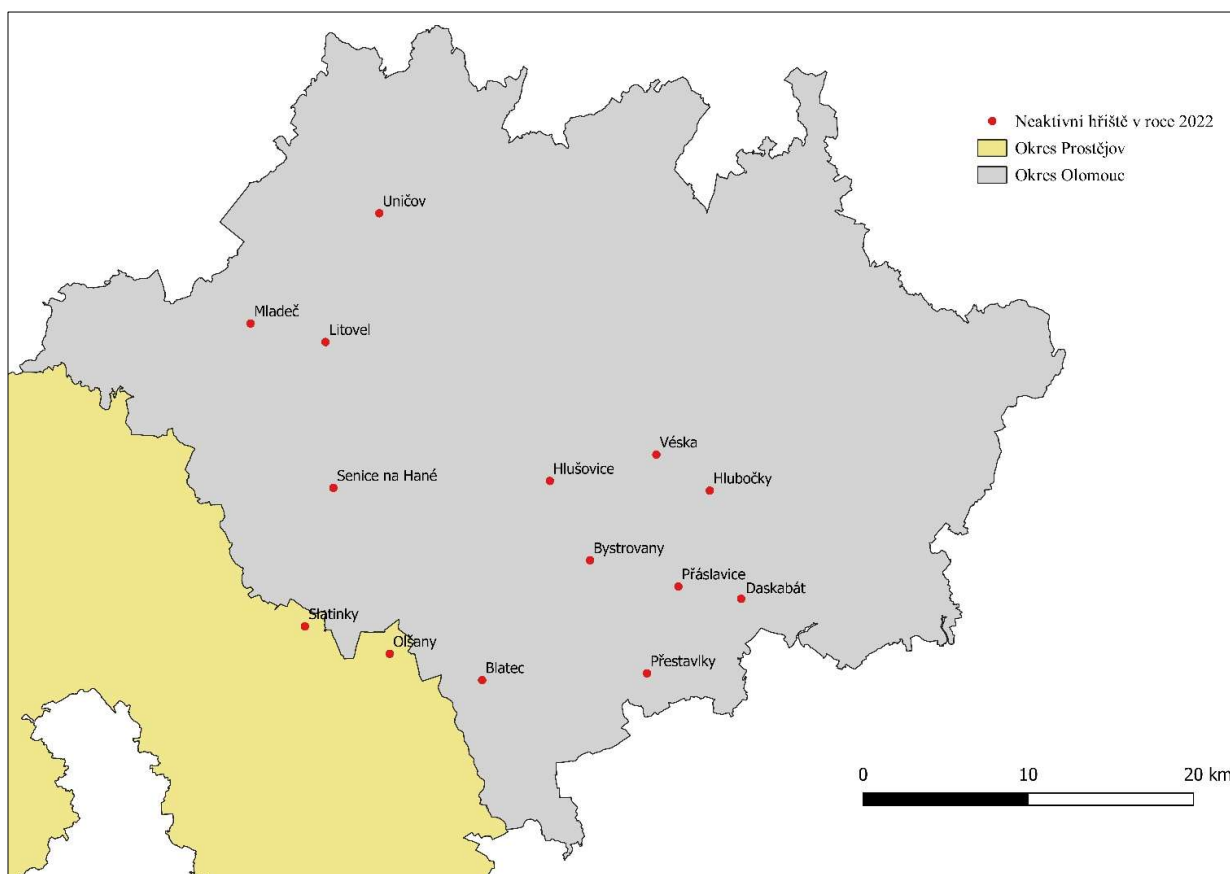 Neaktivní hřiště v roce 2022
Okres Prostějov
Okres Olomouc
Uničov
Mladeč
Litovel
Véska
Senice na Hané
Hlušovice
Hlubočky
Bystrovany
Přáslavice
Daskabát
Slatinky
Olšany
Blatec
Přestavlky
0 10 20 km